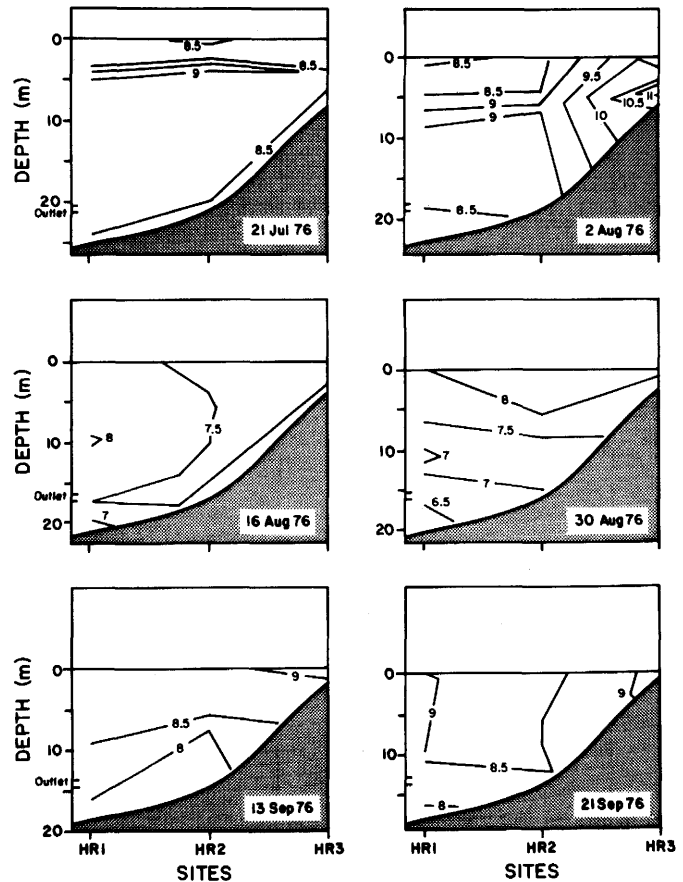 0
10
20
Outlet
DEPTH (m)
8.5
8.5
9
8.5
21 Jul 76
0
10
20
8.5
8.5
9
9
9.5
10
10.5
11
8.5
2 Aug 76
0
10
Outlet
20
DEPTH (m)
8
7.5
7
16 Aug 76
0
10
20
8
7.5
7
7
6.5
30 Aug 76
0
10
Outlet
20
DEPTH (m)
9
8.5
8
13 Sep 76
HR1 HR2 HR3
SITES
0
10
9
9
8.5
8
21 Sep 76
HR1 HR2 HR3
SITES